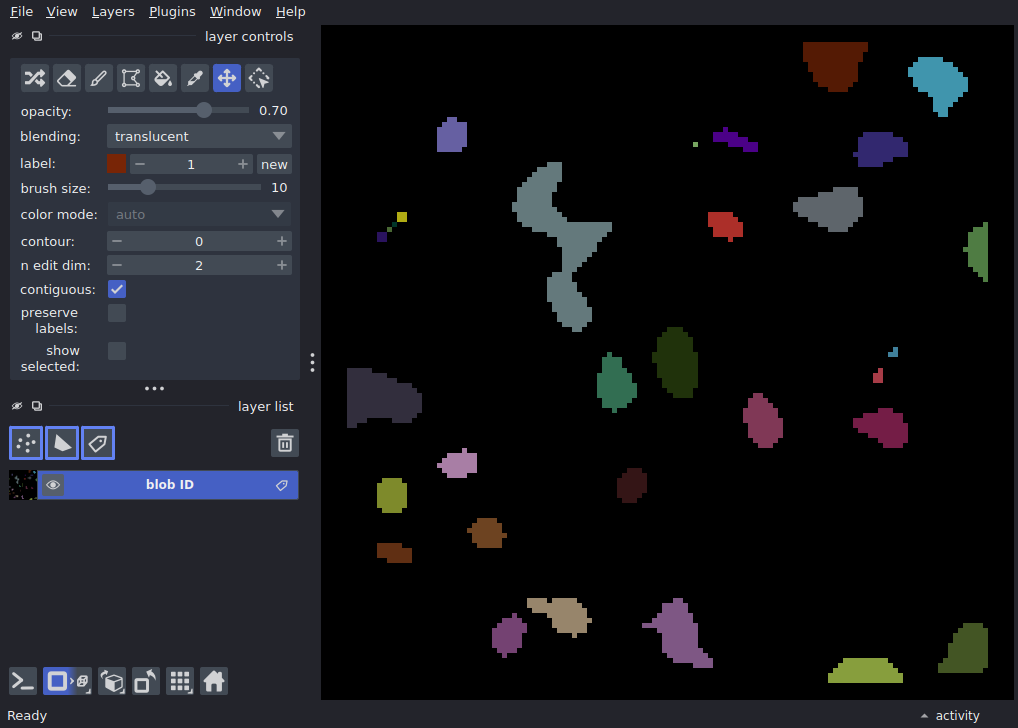 File View Layers Plugins Window Help
layer controls
opacity: 0.70
blending: translucent
label: 1 new
brush size: 10
color mode: auto
contour: 0
n edit dim: 2
contiguous:
preserve
labels:
show
selected:
layer list
blob ID
Ready activity